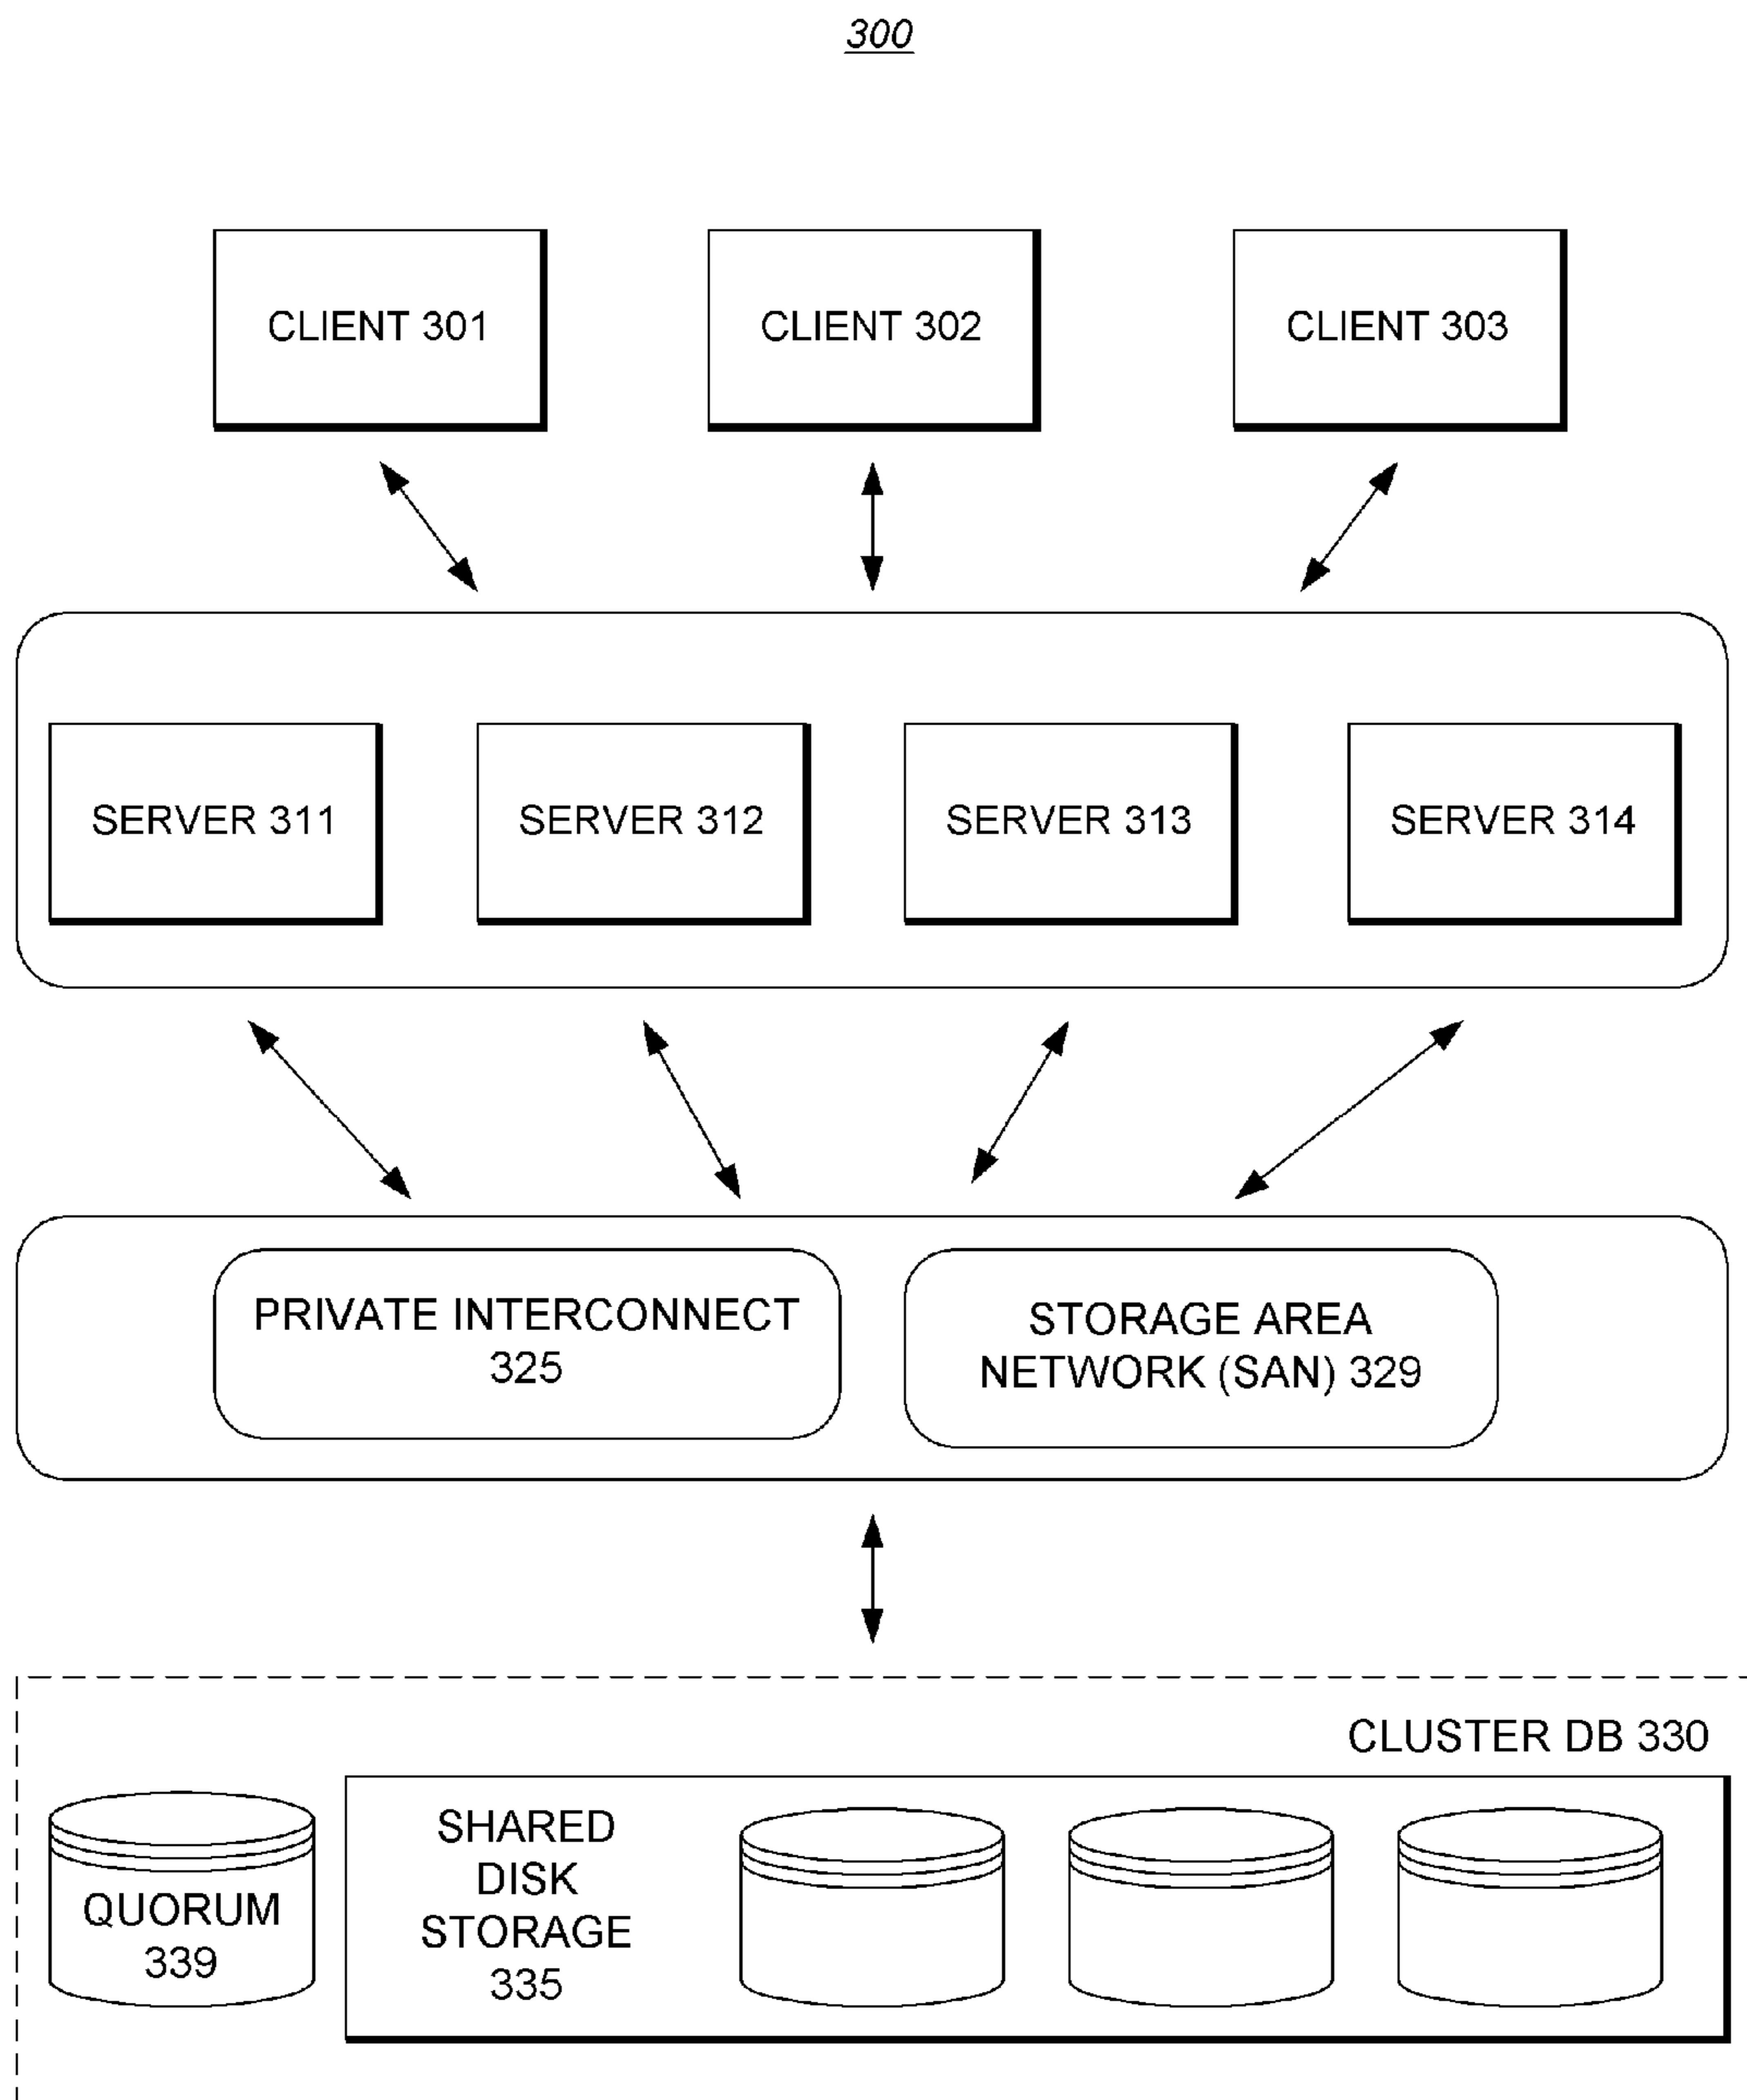 300
CLIENT 301
CLIENT 302
CLIENT 303
SERVER 311
SERVER 312
SERVER 313
SERVER 314
PRIVATE INTERCONNECT
325
STORAGE AREA
NETWORK (SAN) 329
CLUSTER DB 330
QUORUM
339
SHARED
DISK
STORAGE
335